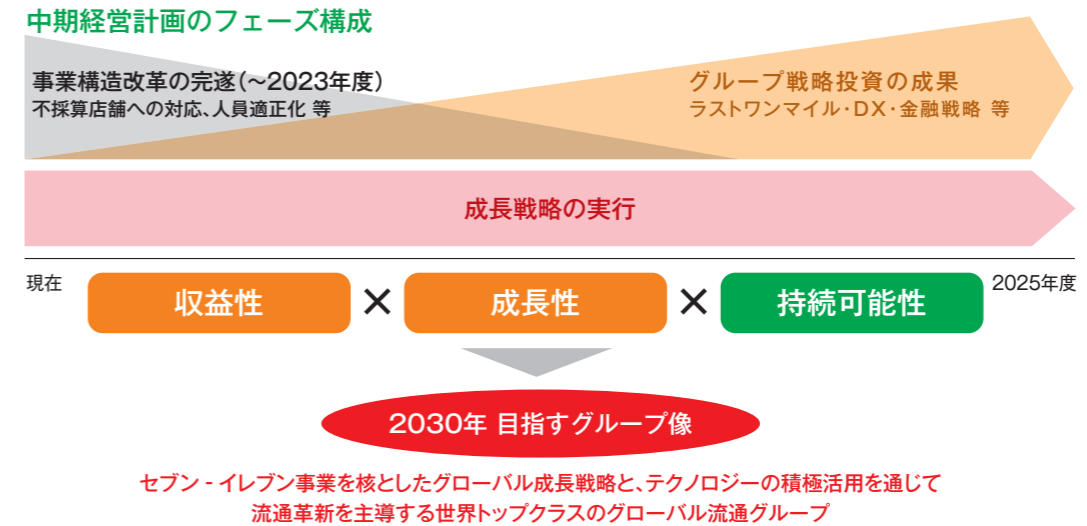 中期経営計画のフェーズ構成
事業構造改革の完遂(～2023年度)
不採算店舗への対応、人員適正化 等
グループ戦略投資の成果
ラストワンマイル・DX・金融戦略 等
成長戦略の実行
現在
収益性 × 成長性 × 持続可能性
2025年度
2030年 目指すグループ像
セブン‐イレブン事業を核としたグローバル成長戦略と、テクノロジーの積極活用を通じて
流通革新を主導する世界トップクラスのグローバル流通グループ